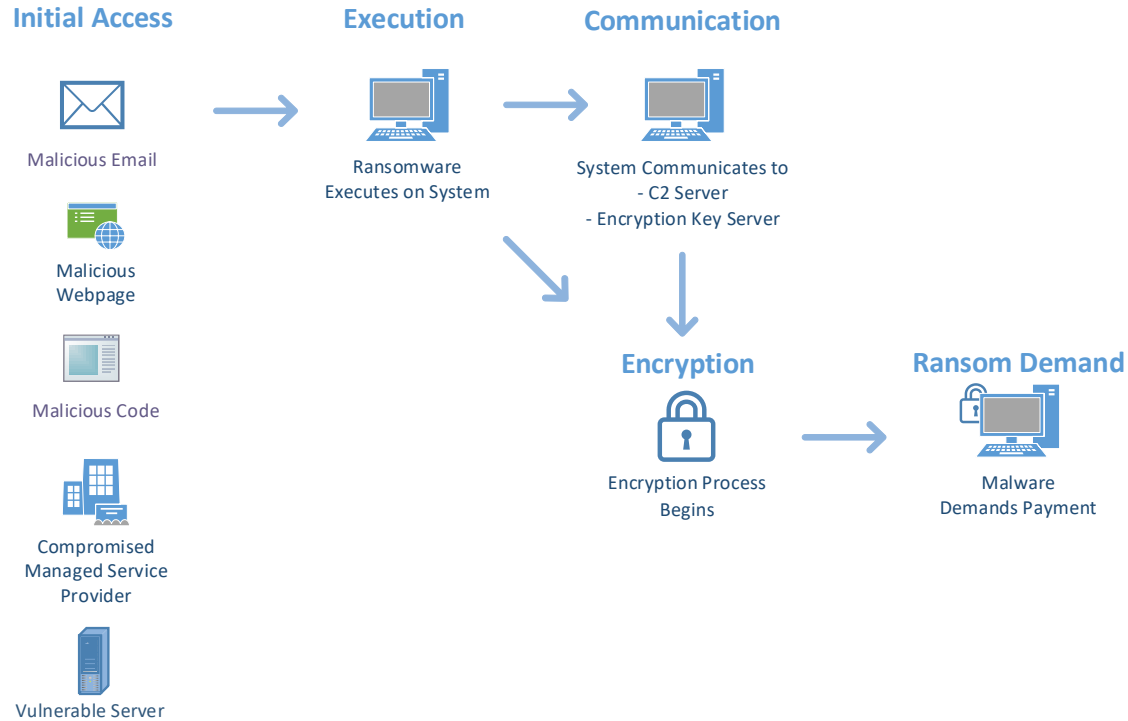 Initial Access
Malicious Email
Malicious
Webpage
Malicious Code
Compromised
Managed Service
Provider
Vulnerable Server
Execution
Ransomware
Executes on System
Communication
System Communicates to
- C2 Server
- Encryption Key Server
Encryption
Encryption Process
Begins
Ransom Demand
Malware
Demands Payment